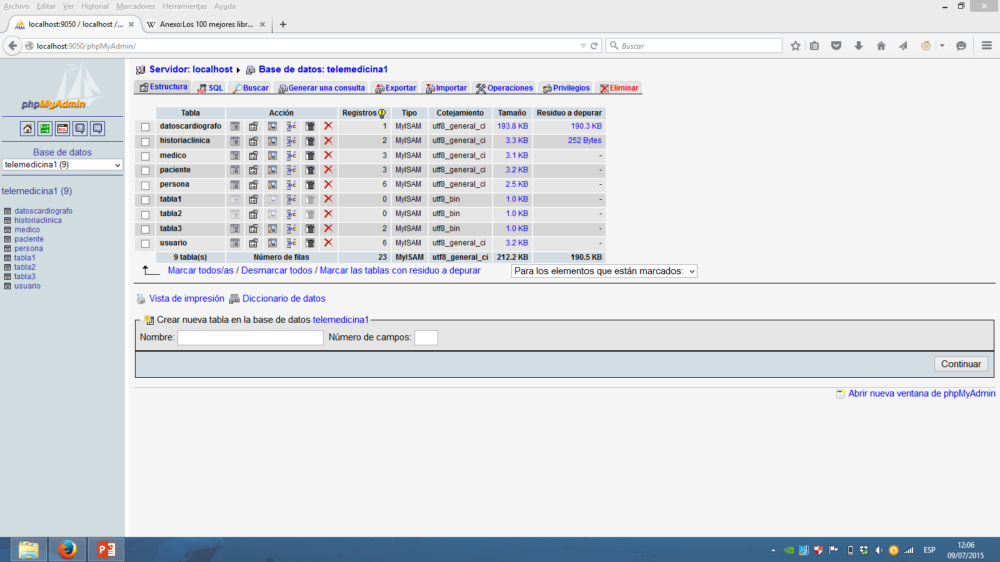 Archivo Editar Ver Historial Marcadores Herramientas Ayuda
PMA localhost:9050 / localhost /... W Anexo:Los 100 mejores libr...
localhost:9050/phpMyAdmin/ Buscar
phpMyAdmin
SQL
Base de datos
telemedicina1 (9)
telemedicina1 (9)
datoscardiografo
historiaclinica
medico
paciente
persona
tabla1
tabla2
tabla3
usuario
Servidor: localhost Base de datos: telemedicina1
Estructura SQL Buscar Generar una consulta Exportar Importar Operaciones Privilegios Eliminar
Tabla Acción Registros Tipo Cotejamiento Tamaño Residuo a depurar
datoscardiografo 1 MyISAM utf8_general_ci 193.8 KB 190.3 KB
historiaclinica 2 MyISAM utf8_general_ci 3.3 KB 252 Bytes
medico 3 MyISAM utf8_general_ci 3.1 KB -
paciente 3 MyISAM utf8_general_ci 3.2 KB -
persona 6 MyISAM utf8_general_ci 2.5 KB -
tabla1 0 MyISAM utf8_bin 1.0 KB -
tabla2 0 MyISAM utf8_bin 1.0 KB -
tabla3 2 MyISAM utf8_bin 1.0 KB -
usuario 6 MyISAM utf8_general_ci 3.2 KB -
9 tabla(s) Número de filas 23 MyISAM utf8_general_ci 212.2 KB 190.5 KB
Marcar todos/as / Desmarcar todos / Marcar las tablas con residuo a depurar Para los elementos que están marcados:
Vista de impresión Diccionario de datos
Crear nueva tabla en la base de datos telemedicina1
Nombre: Número de campos:
Continuar
Abrir nueva ventana de phpMyAdmin
ESP 12:06
09/07/2015